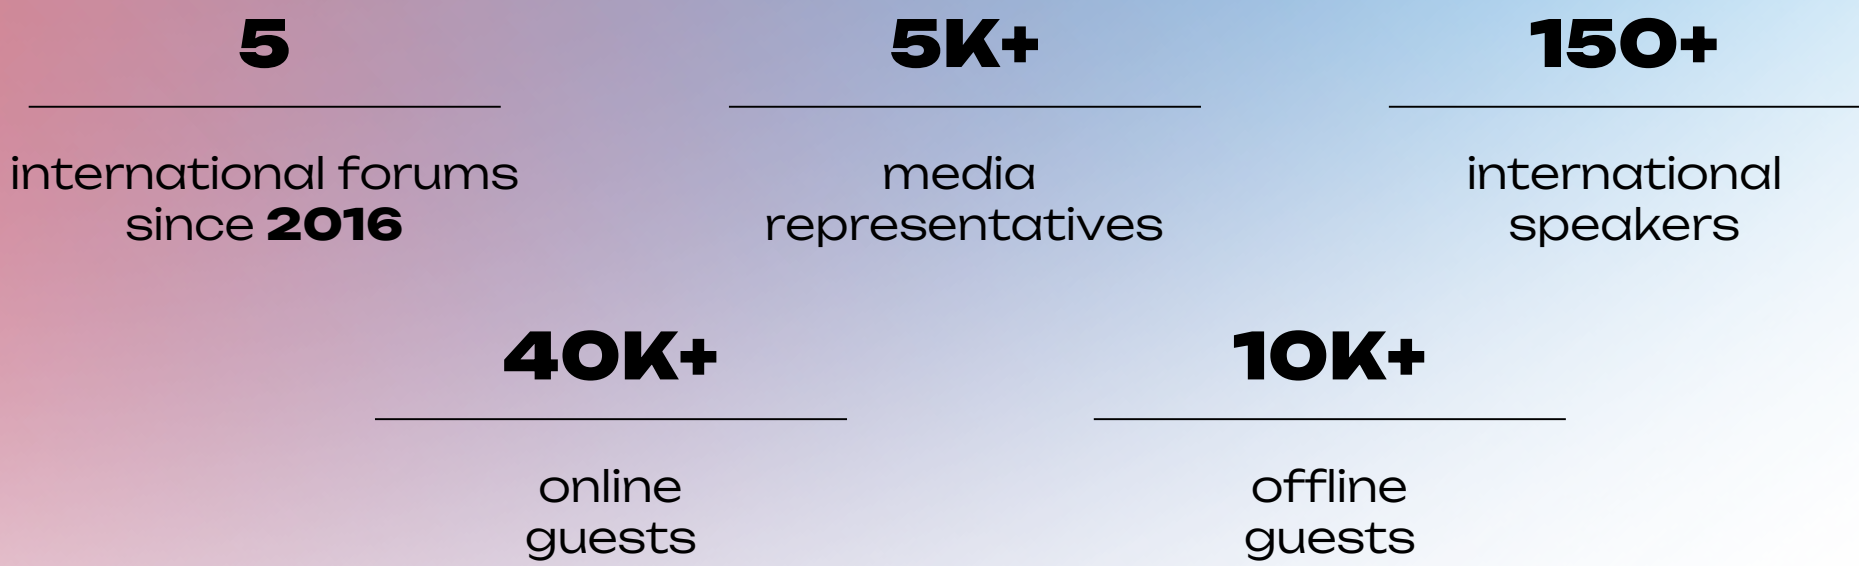 5
international forums
since 2016
5K+
media
representatives
150+
international
speakers
40K+
online
guests
10K+
offline
guests